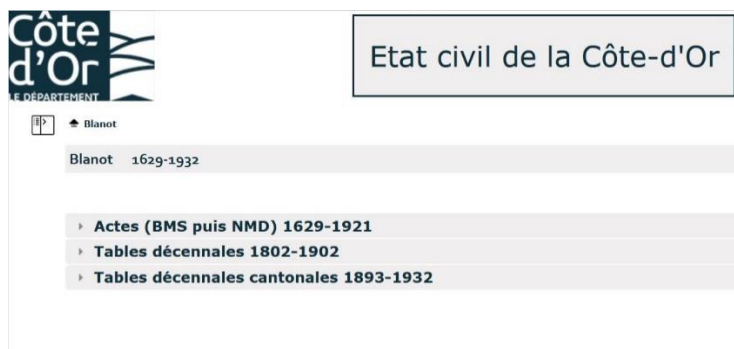 Côte
d'Or
LE DÉPARTEMENT
Etat civil de la Côte-d'Or
Blanot
Blanot 1629-1932
Actes (BMS puis NMD) 1629-1921
Tables décennales 1802-1902
Tables décennales cantonales 1893-1932